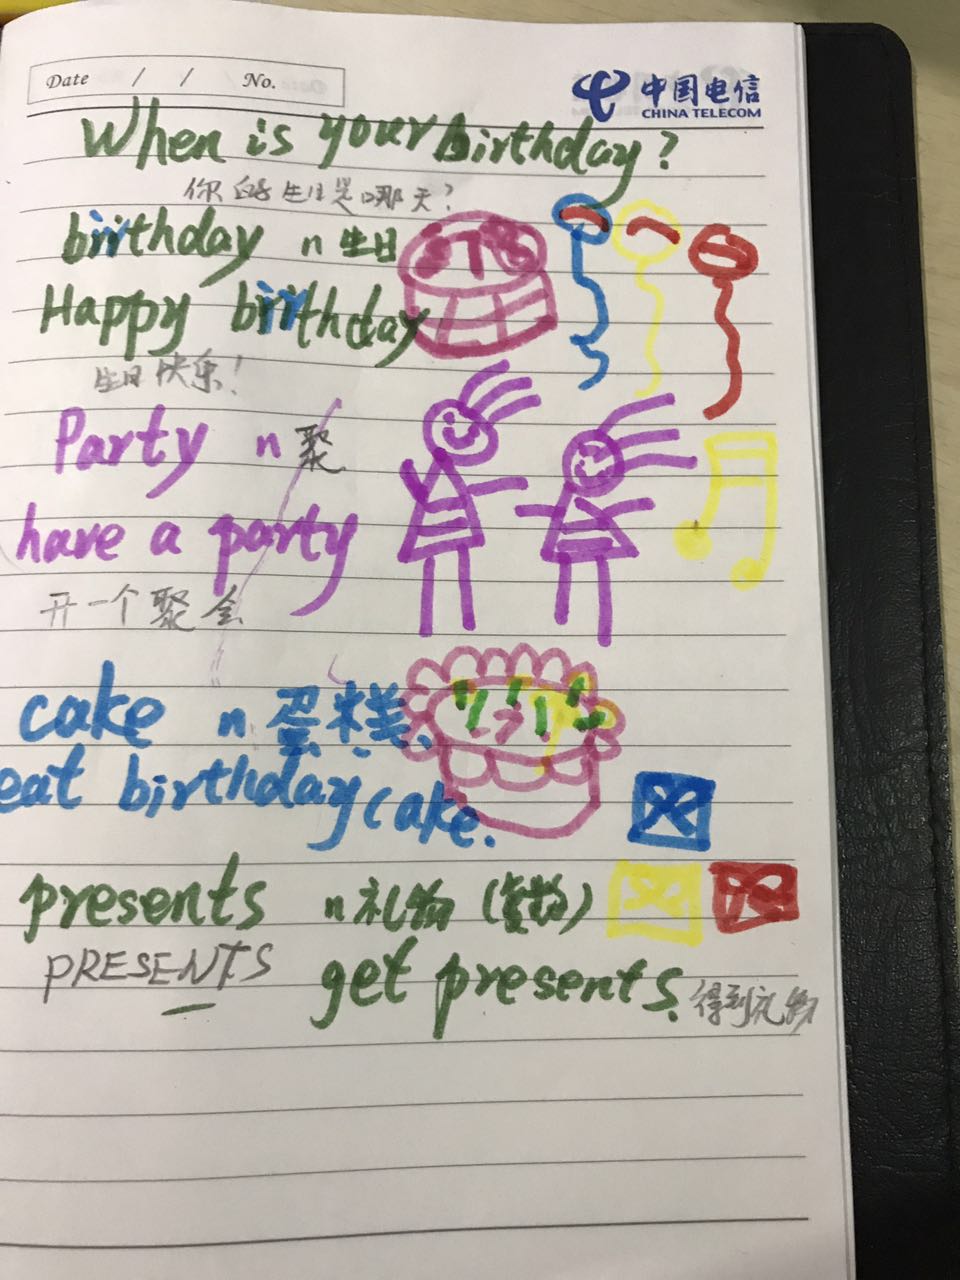 Date / / No.
中国电信
CHINA TELECOM
When is your birthday?
你的生日是哪天?
birthday n 生日
Happy birthday
生日快乐!
Party n 聚
have a party
开一个聚会
cake n 蛋糕
eat birthday cake.
presents n 礼物 (复数)
PRESENTS get presents. 得到礼物